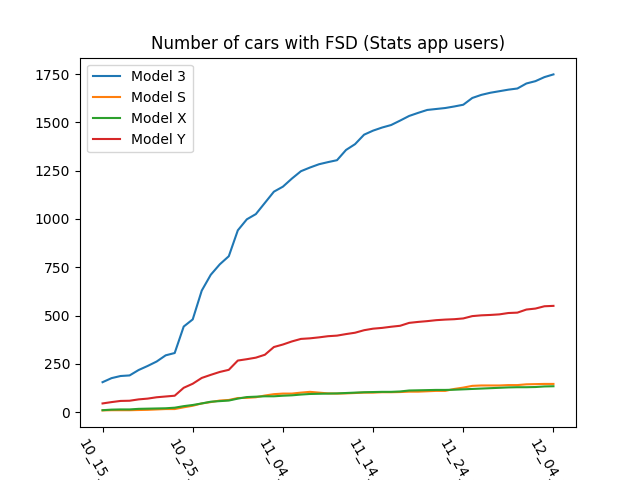 Number of cars with FSD (Stats app users)
Model 3
Model S
Model X
Model Y
1750
1500
1250
1000
750
500
250
0
10_15.
10_25.
11_04.
11_14.
11_24.
12_04.